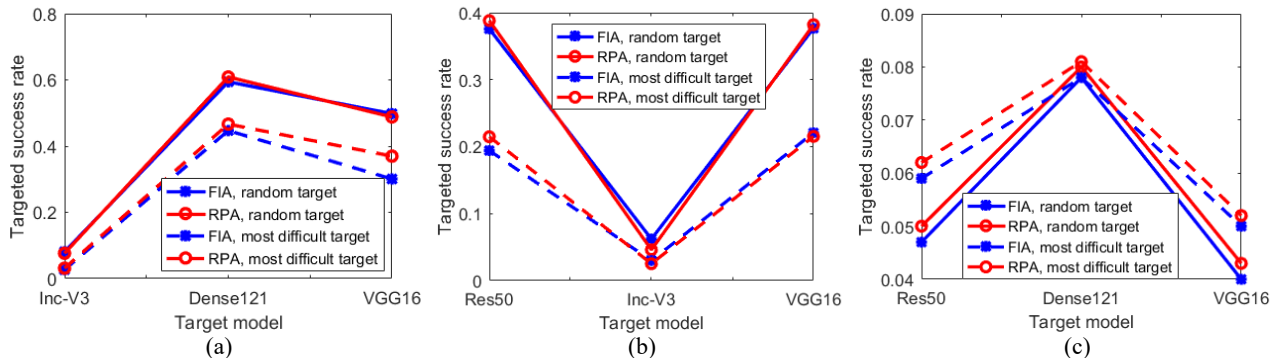 Targeted success rate
0.8
0.6
0.4
0.2
0
FIA, random target
RPA, random target
FIA, most difficult target
RPA, most difficult target
Inc-V3 Dense121 VGG16
Target model
(a)
Targeted success rate
0.4
0.3
0.2
0.1
0
FIA, random target
RPA, random target
FIA, most difficult target
RPA, most difficult target
Res50 Inc-V3 VGG16
Target model
(b)
Targeted success rate
0.09
0.08
0.07
0.06
0.05
0.04
FIA, random target
RPA, random target
FIA, most difficult target
RPA, most difficult target
Res50 Dense121 VGG16
Target model
(c)